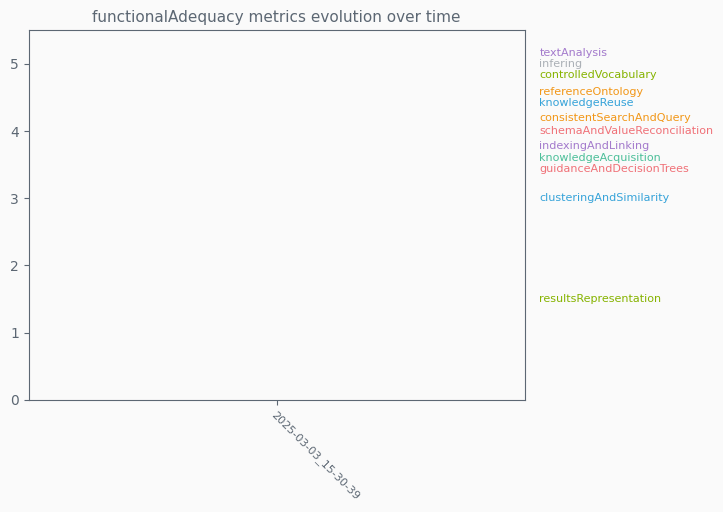 functionalAdequacy metrics evolution over time
5
4
3
2
1
0
2025-03-03_15-30-39
textAnalysis
infering
controlledVocabulary
referenceOntology
knowledgeReuse
consistentSearchAndQuery
schemaAndValueReconciliation
indexingAndLinking
knowledgeAcquisition
guidanceAndDecisionTrees
clusteringAndSimilarity
resultsRepresentation